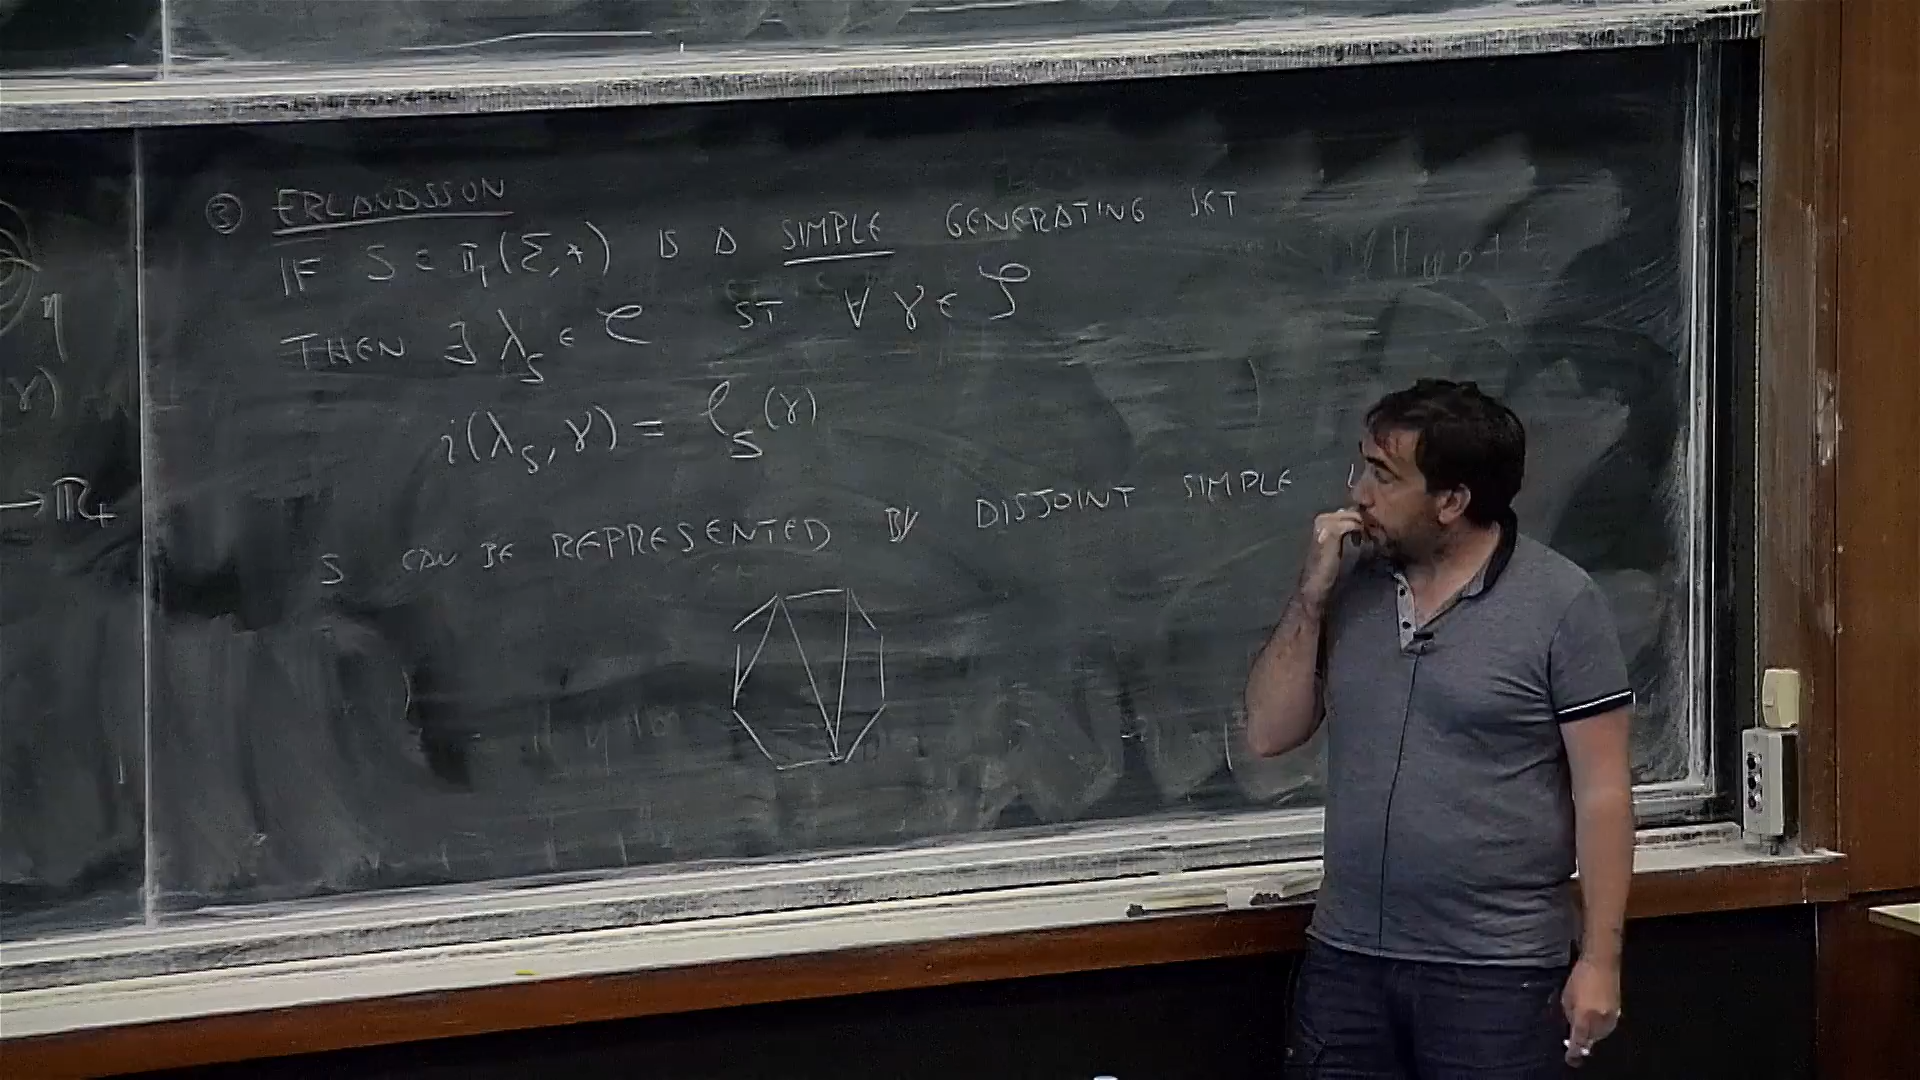 ③ ERLANDSSON
IF S ⊂ π₁(Σ,*) IS A SIMPLE GENERATING SET
THEN ∃ λ_S ∈ C ST ∀ γ ∈ S
i(λ_S, γ) = ℓ_S(γ)
S CAN BE REPRESENTED BY DISJOINT SIMPLE
η
γ)
→ ℝ₊